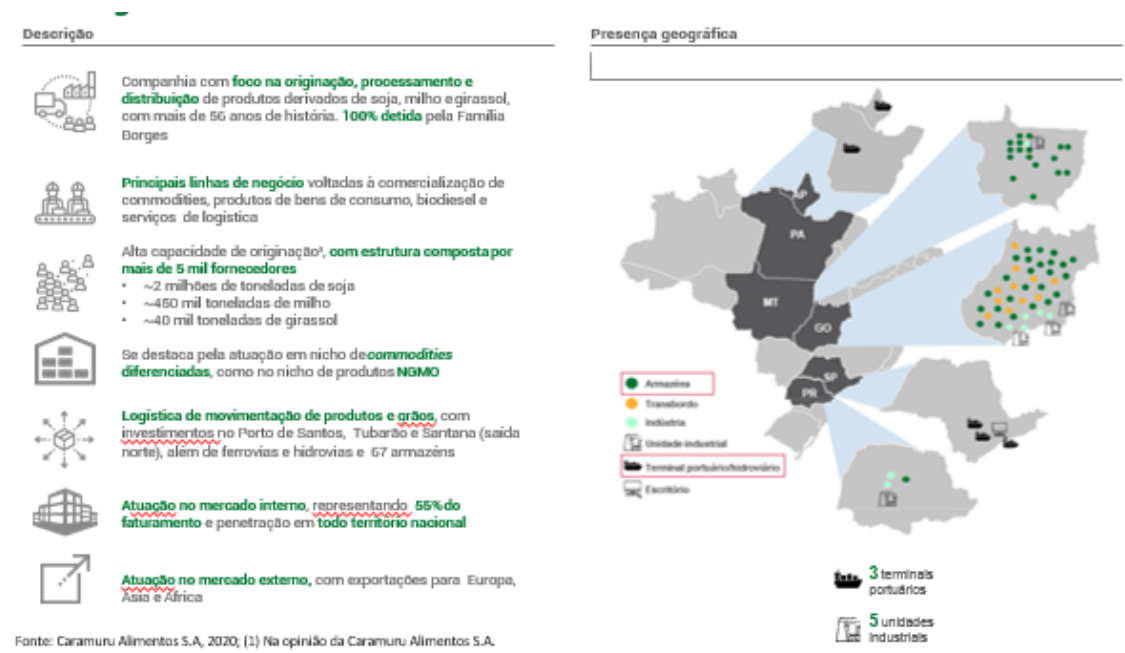 Descrição
Companhia com foco na originação, processamento e
distribuição de produtos derivados de soja, milho e girassol,
com mais de 56 anos de história. 100% detida pela Família
Borges
Principais linhas de negócio voltadas à comercialização de
commodities, produtos de bens de consumo, biodiesel e
serviços de logística
Alta capacidade de originação¹, com estrutura composta por
mais de 5 mil fornecedores
• ~2 milhões de toneladas de soja
• ~450 mil toneladas de milho
• ~40 mil toneladas de girassol
Se destaca pela atuação em nicho de commodities
diferenciadas, como no nicho de produtos NGMO
Logística de movimentação de produtos e grãos, com
investimentos no Porto de Santos, Tubarão e Santana (saída
norte), além de ferrovias e hidrovias e 67 armazéns
Atuação no mercado interno, representando 55% do
faturamento e penetração em todo território nacional
Atuação no mercado externo, com exportações para Europa,
Ásia e África
Fonte: Caramuru Alimentos S.A, 2020; (1) Na opinião da Caramuru Alimentos S.A.
Presença geográfica
AP
PA
MT
GO
SP
PR
Armazéns
Transbordo
Indústria
Unidade industrial
Terminal portuário/hidroviário
Escritório
3 terminais
portuários
5 unidades
industriais